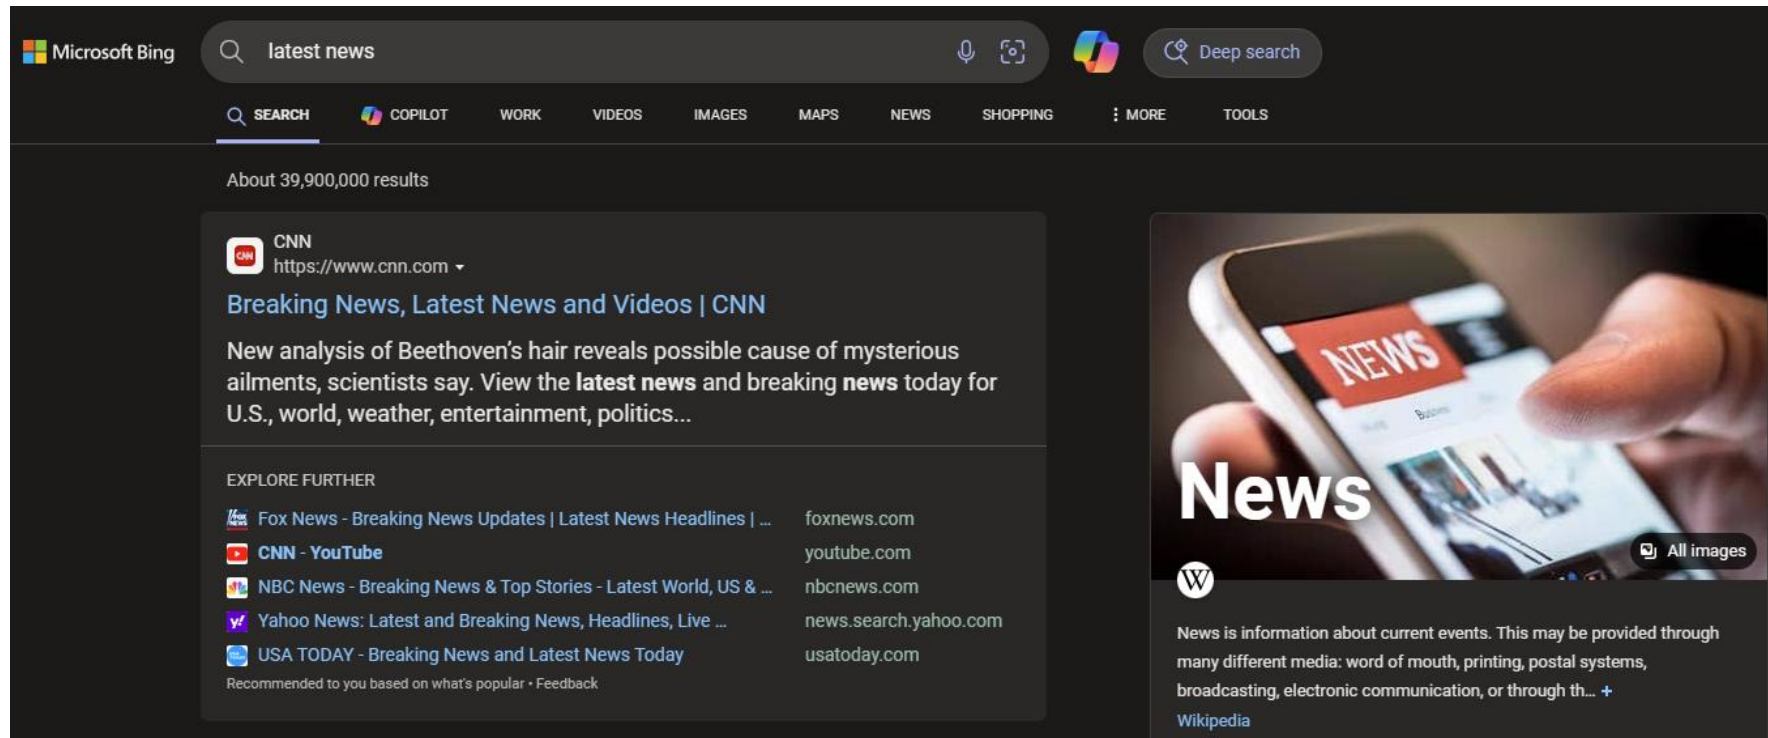 Microsoft Bing
latest news
Deep search
SEARCH
COPILOT
WORK
VIDEOS
IMAGES
MAPS
NEWS
SHOPPING
MORE
TOOLS
About 39,900,000 results
CNN
CNN
https://www.cnn.com
Breaking News, Latest News and Videos | CNN
New analysis of Beethoven's hair reveals possible cause of mysterious
ailments, scientists say. View the latest news and breaking news today for
U.S., world, weather, entertainment, politics...
EXPLORE FURTHER
Fox News - Breaking News Updates | Latest News Headlines | ... foxnews.com
CNN - YouTube youtube.com
NBC News - Breaking News & Top Stories - Latest World, US & ... nbcnews.com
Yahoo News: Latest and Breaking News, Headlines, Live ... news.search.yahoo.com
USA TODAY - Breaking News and Latest News Today usatoday.com
Recommended to you based on what's popular • Feedback
NEWS
News
All images
W
News is information about current events. This may be provided through
many different media: word of mouth, printing, postal systems,
broadcasting, electronic communication, or through th... +
Wikipedia